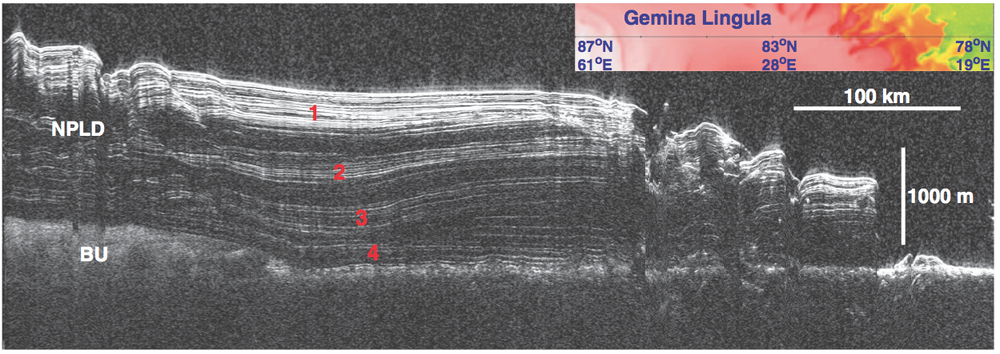 Gemina Lingula
87°N 83°N 78°N
61°E 28°E 19°E
100 km
1
NPLD
2
1000 m
3
4
BU